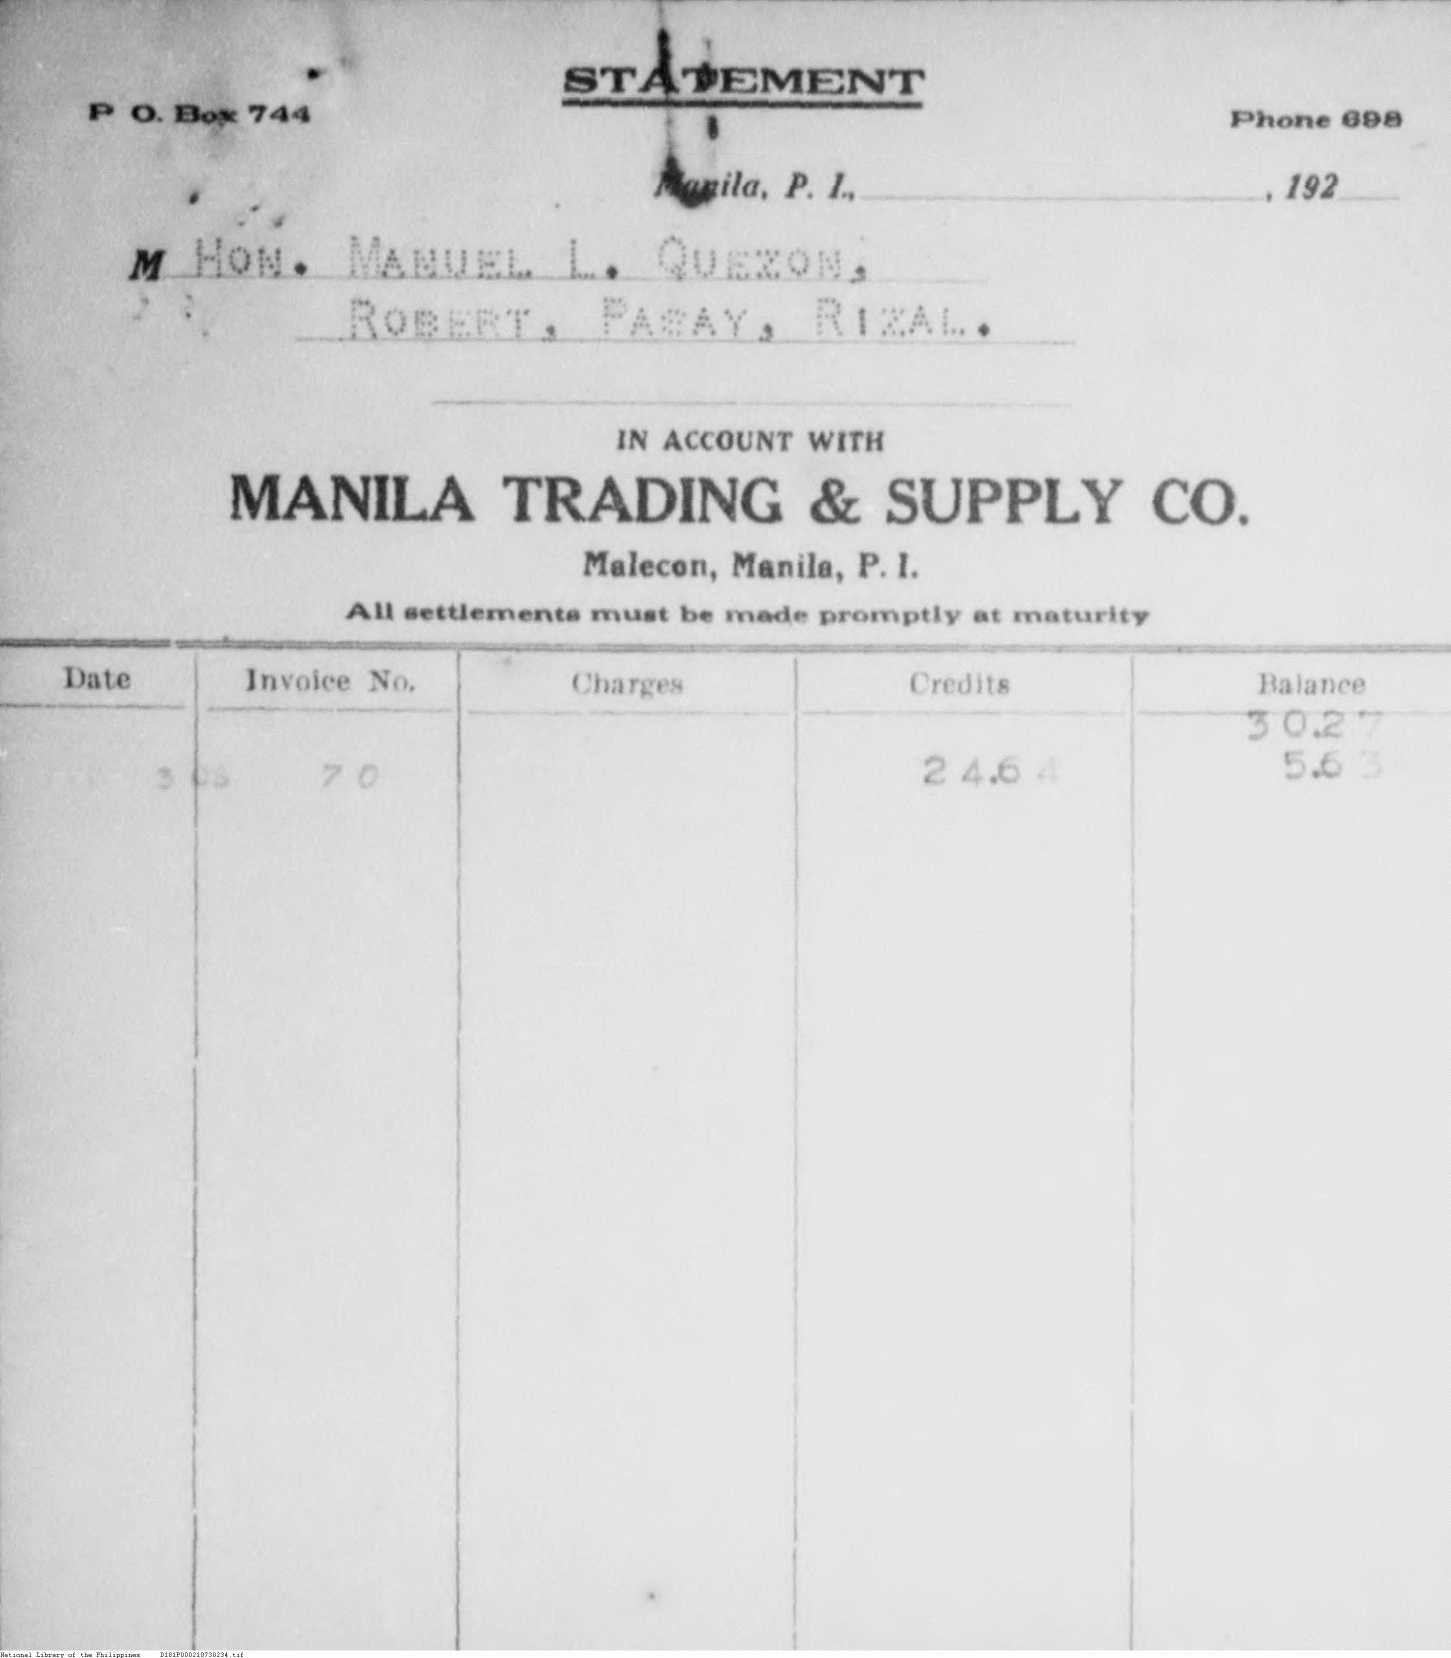 STATEMENT
P O. Box 744
Phone 698
Manila, P. I., , 192
M HON. MANUEL L. QUEZON,
ROBERT, PASAY, RIZAL.
IN ACCOUNT WITH
MANILA TRADING & SUPPLY CO.
Malecon, Manila, P. I.
All settlements must be made promptly at maturity
Date Invoice No. Charges Credits Balance
30.27
70 24.64 5.63
National Library of the Philippines D181P000210730234.tif